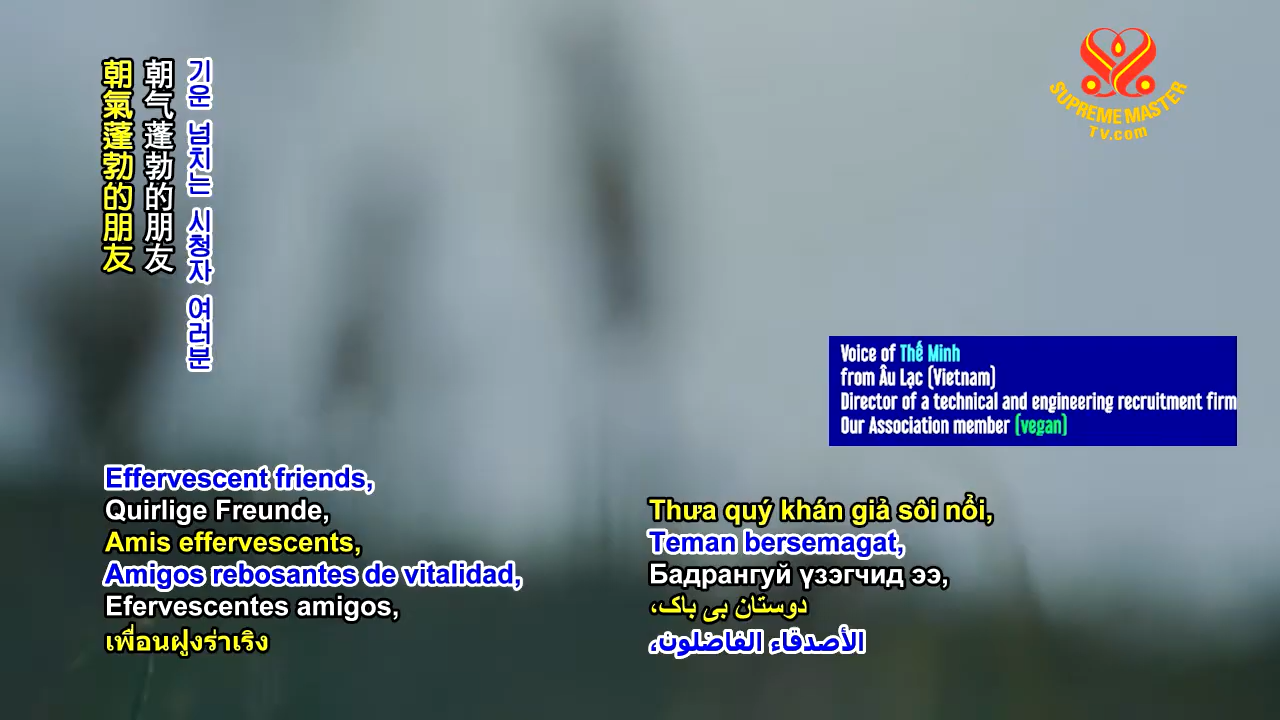 朝氣蓬勃的朋友
朝气蓬勃的朋友
기운 넘치는 시청자 여러분
SUPREME MASTER
TV.com
Voice of Thế Minh
from Âu Lạc (Vietnam)
Director of a technical and engineering recruitment firm
Our Association member (vegan)
Effervescent friends,
Quirlige Freunde,
Amis effervescents,
Amigos rebosantes de vitalidad,
Efervescentes amigos,
เพื่อนฝูงร่าเริง
Thưa quý khán giả sôi nổi,
Teman bersemagat,
Бадрангуй үзэгчид ээ,
دوستان بی باک،
الأصدقاء الفاضلون،